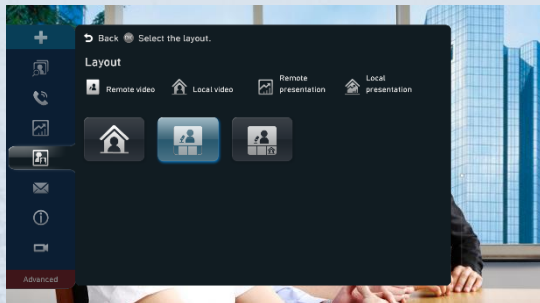 Back OK Select the layout.
Layout
Remote video
Local video
Remote
presentation
Local
presentation
Advanced